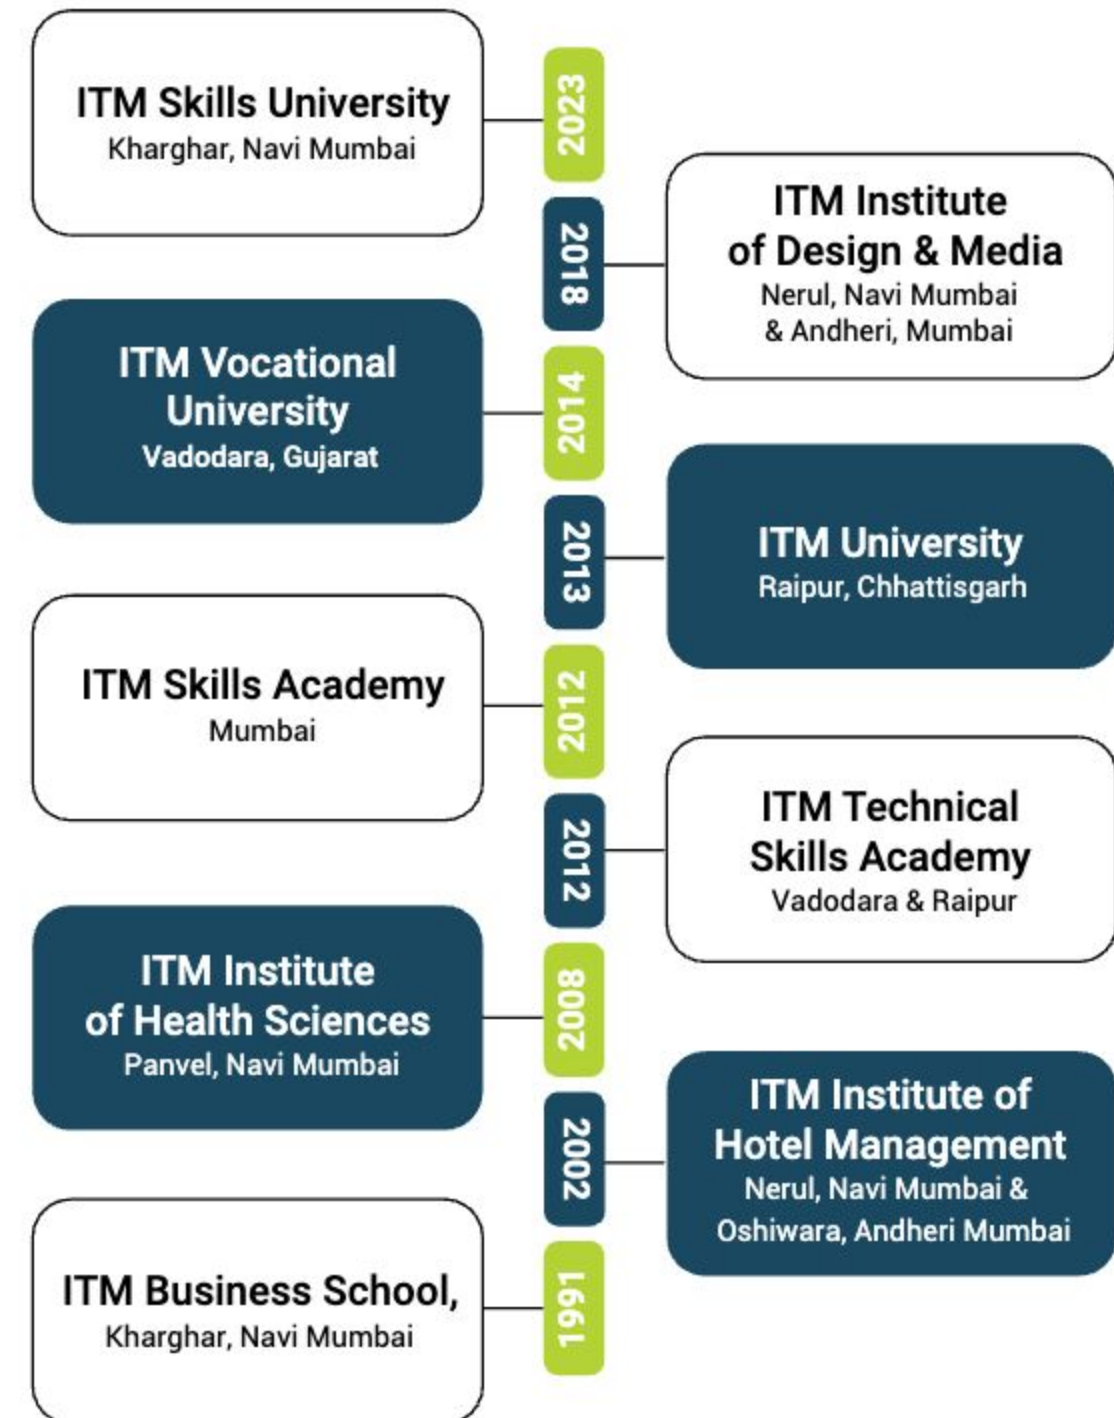 ITM Skills University
Kharghar, Navi Mumbai
2023
2018
ITM Institute
of Design & Media
Nerul, Navi Mumbai
& Andheri, Mumbai
ITM Vocational
University
Vadodara, Gujarat
2014
2013
ITM University
Raipur, Chhattisgarh
ITM Skills Academy
Mumbai
2012
2012
ITM Technical
Skills Academy
Vadodara & Raipur
ITM Institute
of Health Sciences
Panvel, Navi Mumbai
2008
2002
ITM Institute of
Hotel Management
Nerul, Navi Mumbai &
Oshiwara, Andheri Mumbai
ITM Business School,
Kharghar, Navi Mumbai
1991